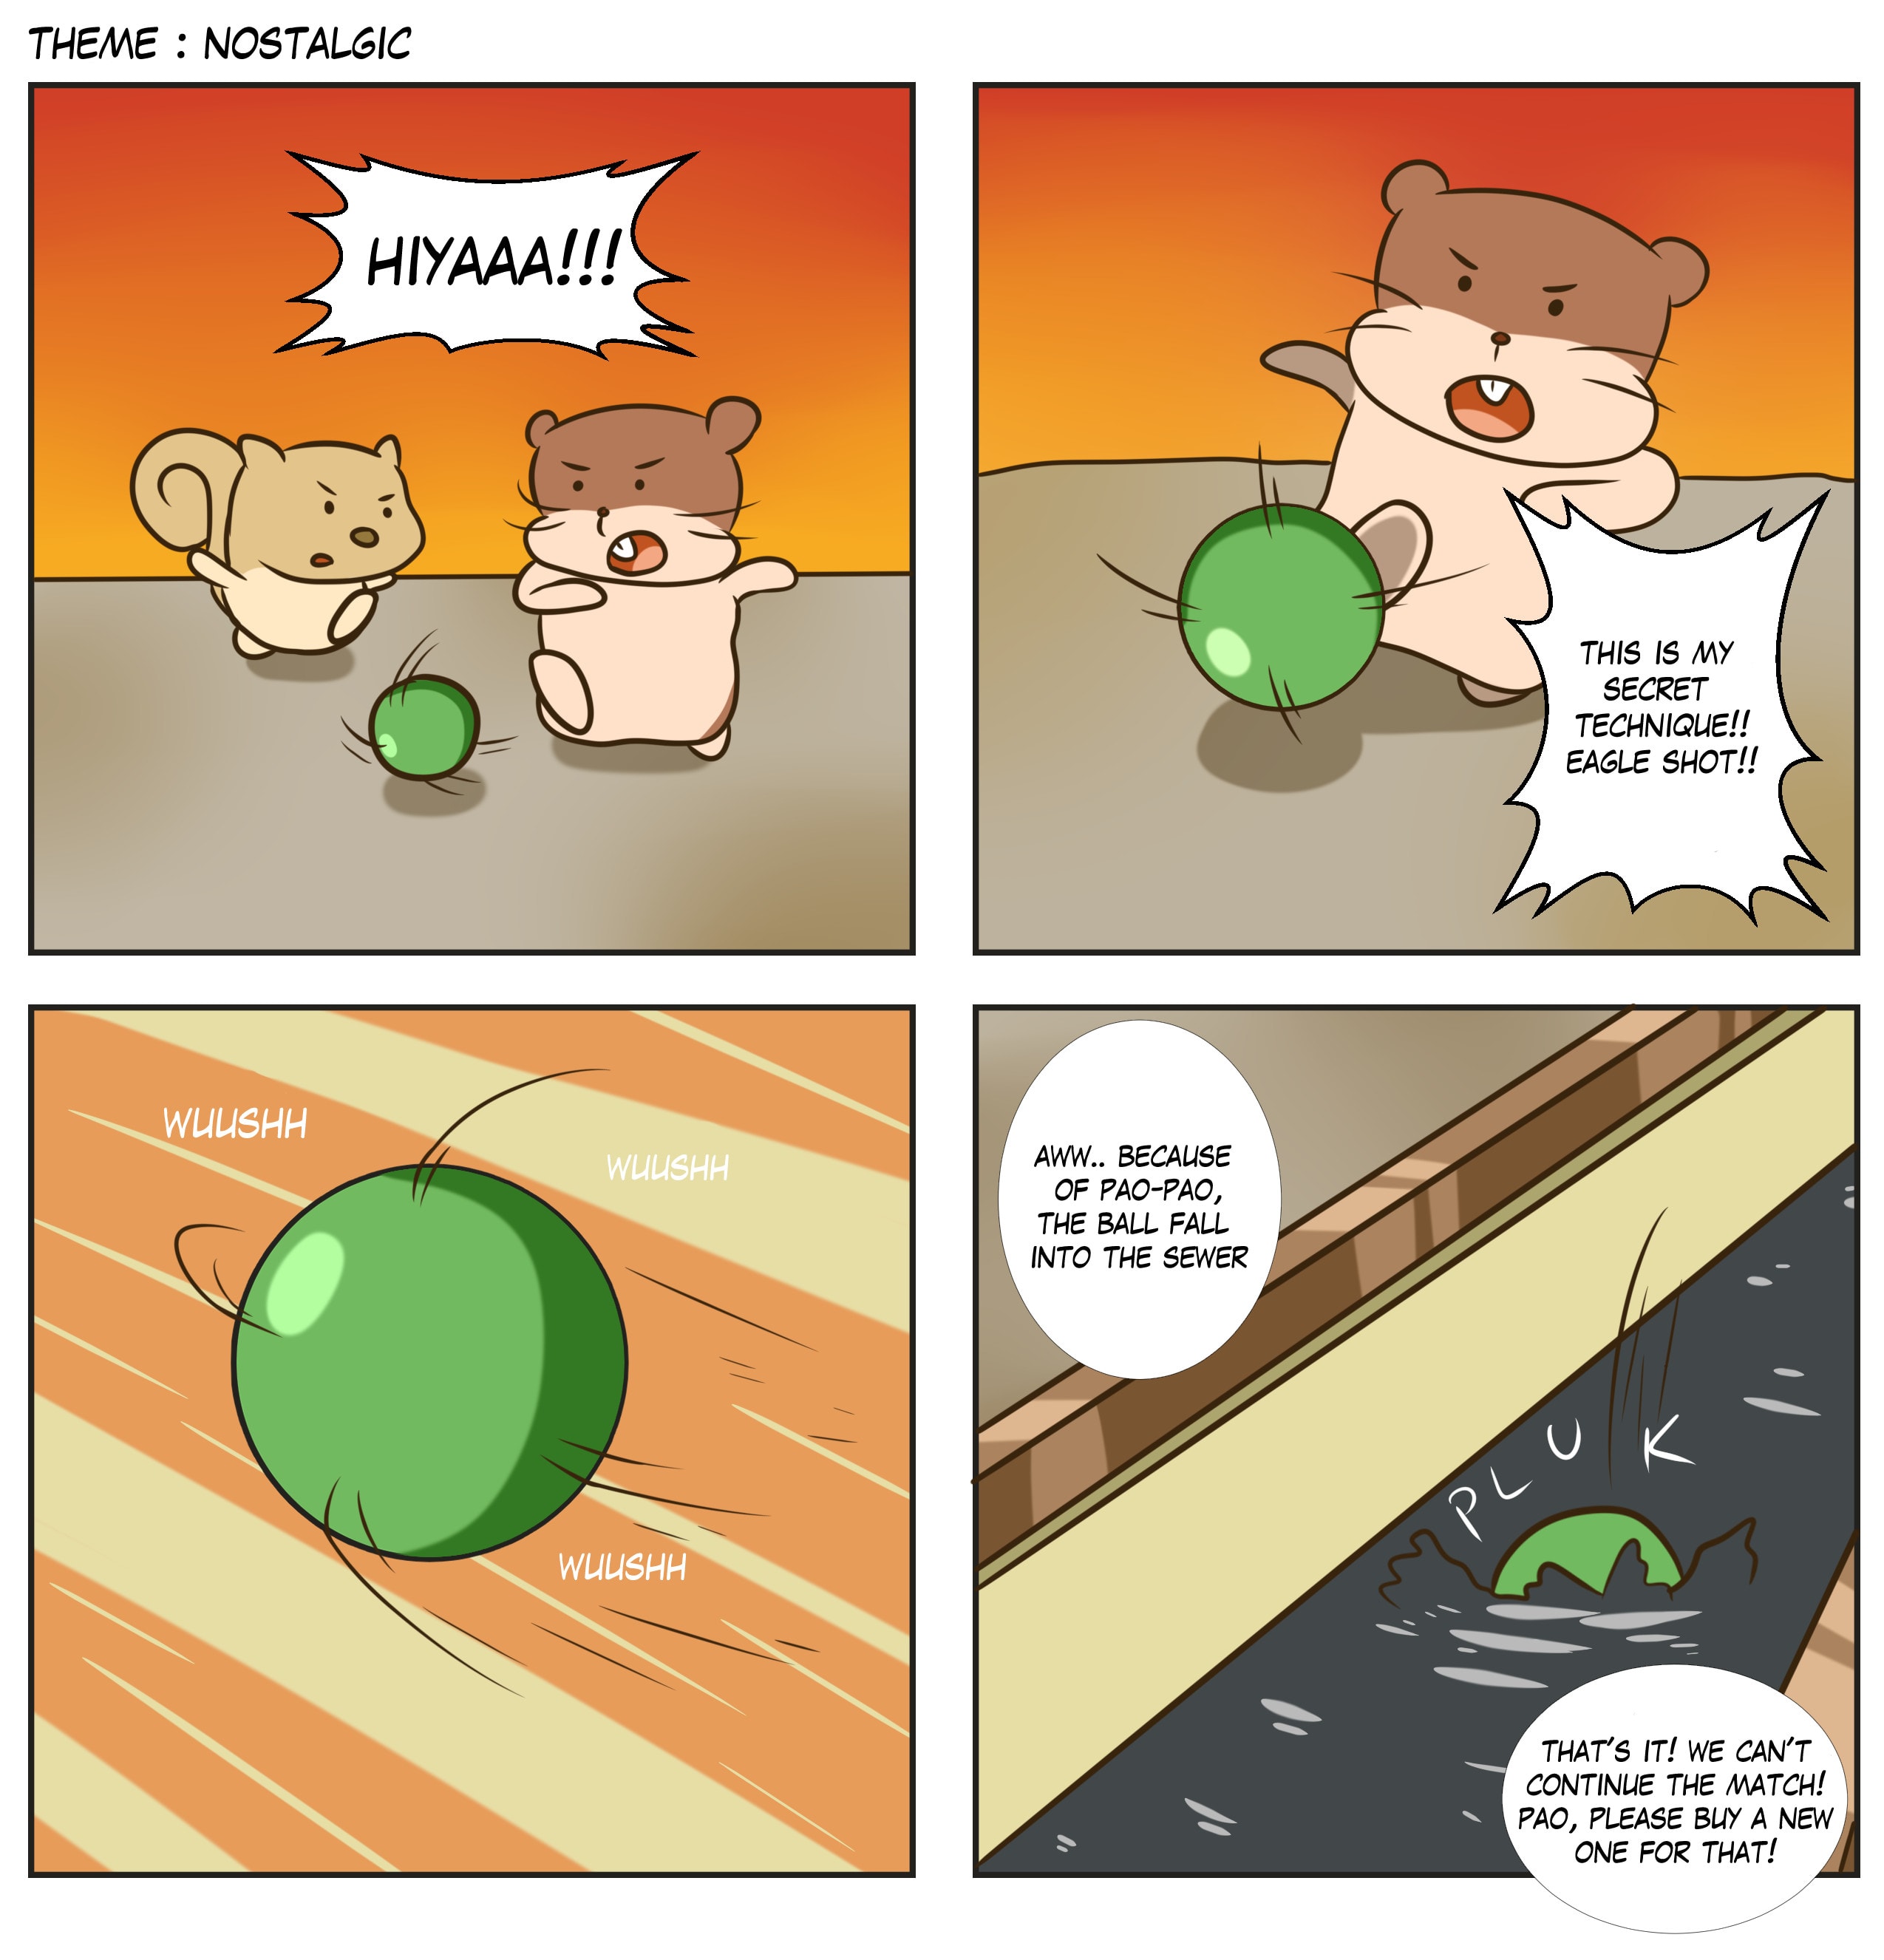 THEME : NOSTALGIC
HIYAAA!!!
THIS IS MY
SECRET
TECHNIQUE!!
EAGLE SHOT!!
WUUSHH
WUUSHH
WUUSHH
AWW.. BECAUSE
OF PAO-PAO,
THE BALL FALL
INTO THE SEWER
PLUK
THAT'S IT! WE CAN'T
CONTINUE THE MATCH!
PAO, PLEASE BUY A NEW
ONE FOR THAT!